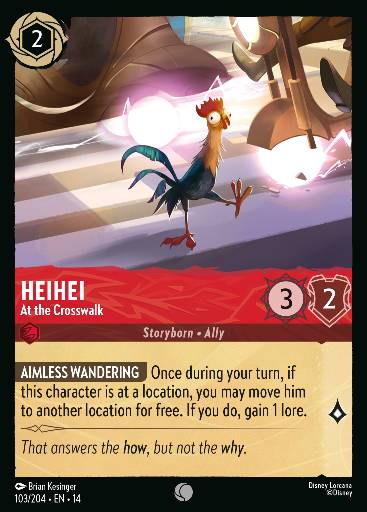 2
HEIHEI
At the Crosswalk
3
2
Storyborn • Ally
AIMLESS WANDERING Once during your turn, if
this character is at a location, you may move him
to another location for free. If you do, gain 1 lore.
That answers the how, but not the why.
Brian Kesinger
103/204 • EN • 14
Disney Lorcana
©Disney